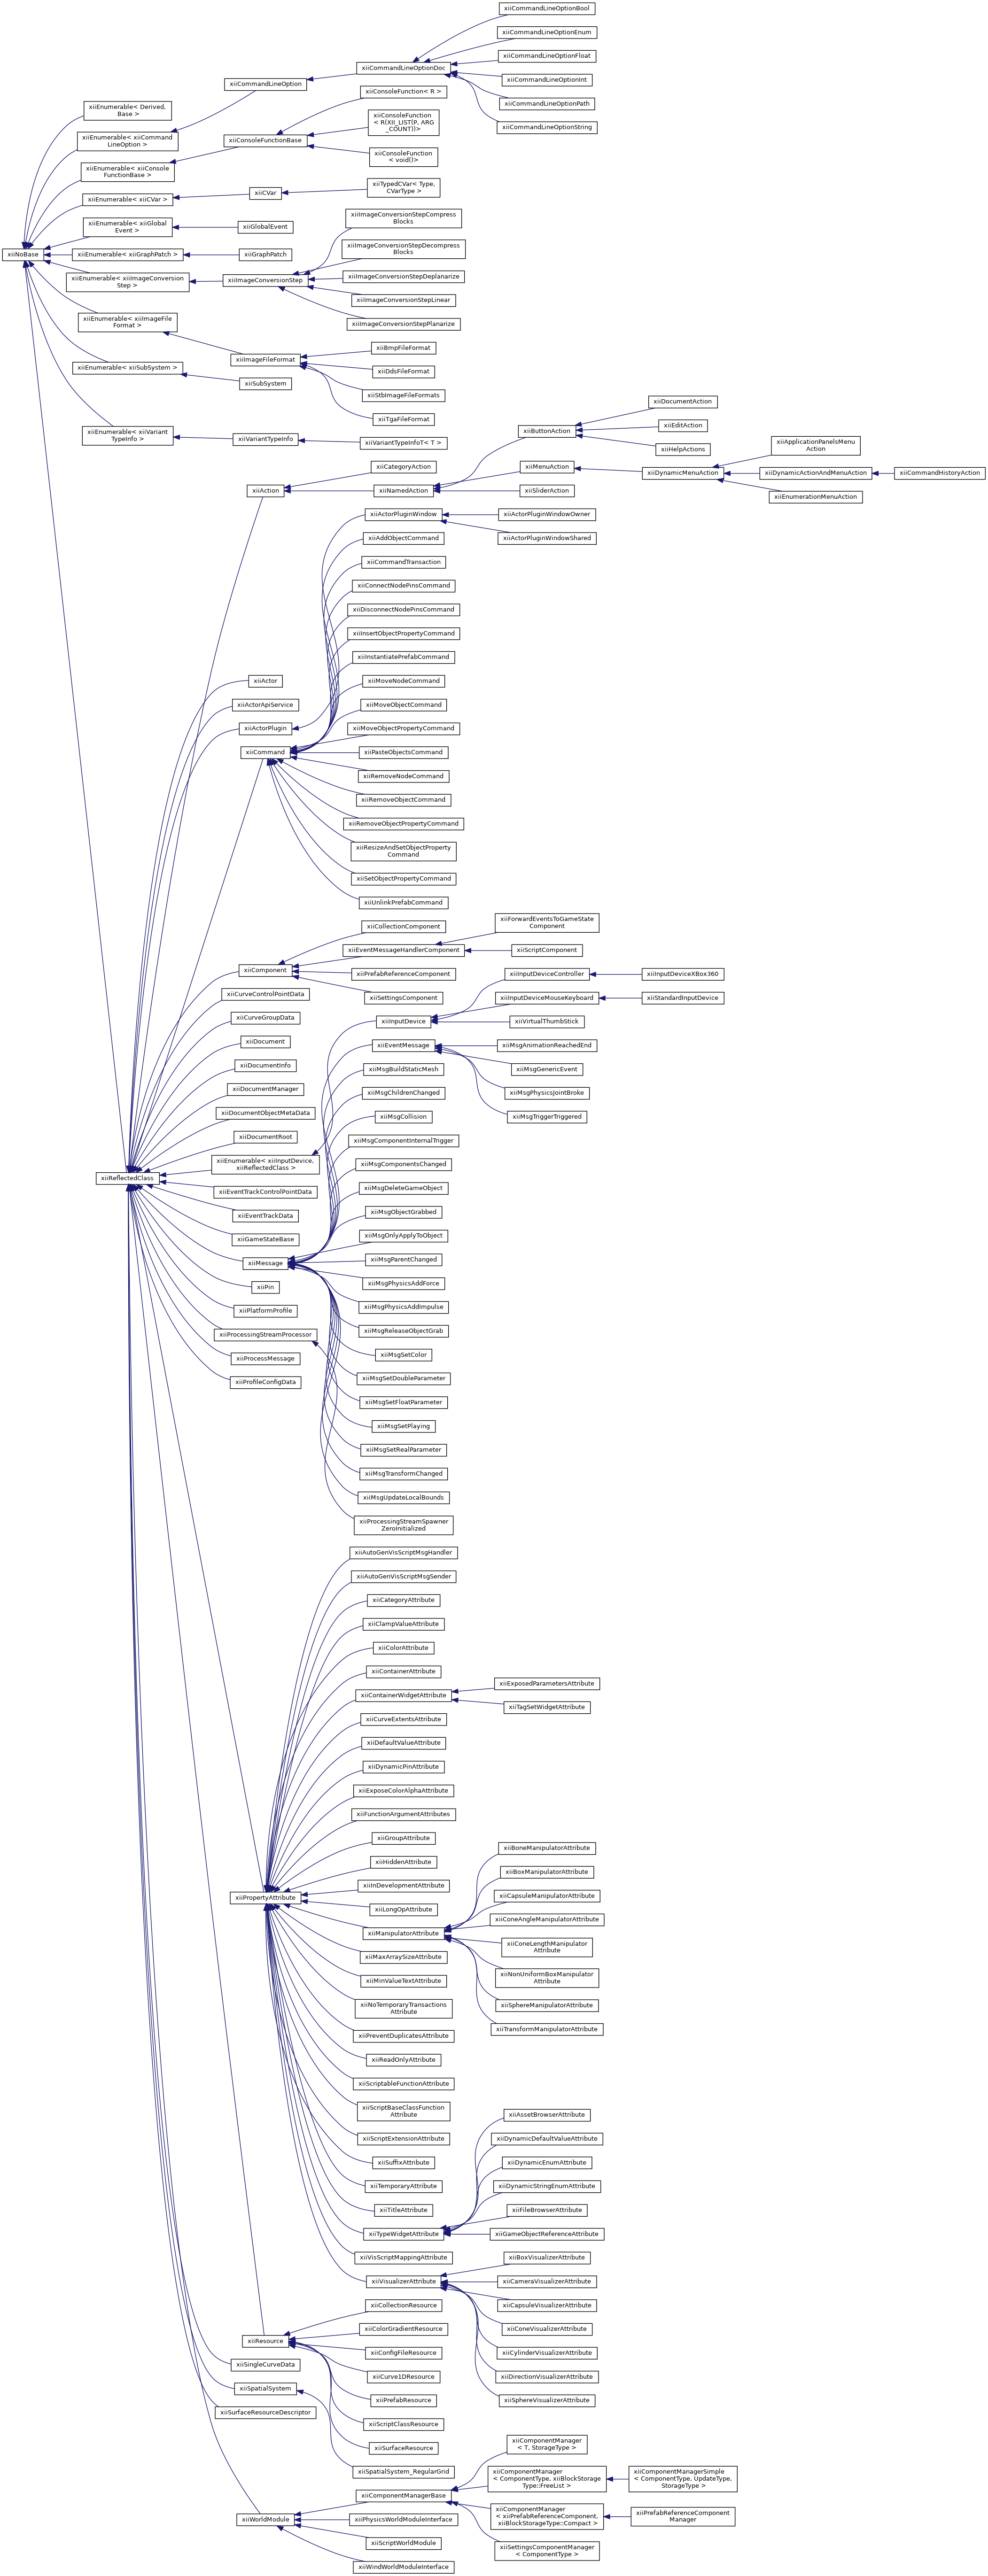 xiiNoBase
xiiEnumerable< Derived,
Base >
xiiEnumerable< xiiCommand
LineOption >
xiiCommandLineOption
xiiCommandLineOptionDoc
xiiCommandLineOptionBool
xiiCommandLineOptionEnum
xiiCommandLineOptionFloat
xiiCommandLineOptionInt
xiiCommandLineOptionPath
xiiCommandLineOptionString
xiiEnumerable< xiiConsole
FunctionBase >
xiiConsoleFunctionBase
xiiConsoleFunction< R >
xiiConsoleFunction
< R(XII_LIST(P, ARG
_COUNT))>
xiiConsoleFunction
< void()>
xiiEnumerable< xiiCVar >
xiiCVar
xiiTypedCVar< Type,
CVarType >
xiiEnumerable< xiiGlobal
Event >
xiiGlobalEvent
xiiEnumerable< xiiGraphPatch >
xiiGraphPatch
xiiEnumerable< xiiImageConversion
Step >
xiiImageConversionStep
xiiImageConversionStepCompress
Blocks
xiiImageConversionStepDecompress
Blocks
xiiImageConversionStepDeplanarize
xiiImageConversionStepLinear
xiiImageConversionStepPlanarize
xiiEnumerable< xiiImageFile
Format >
xiiImageFileFormat
xiiBmpFileFormat
xiiDdsFileFormat
xiiStbImageFileFormats
xiiTgaFileFormat
xiiEnumerable< xiiSubSystem >
xiiSubSystem
xiiEnumerable< xiiVariant
TypeInfo >
xiiVariantTypeInfo
xiiVariantTypeInfoT< T >
xiiReflectedClass
xiiAction
xiiCategoryAction
xiiNamedAction
xiiButtonAction
xiiDocumentAction
xiiEditAction
xiiHelpActions
xiiMenuAction
xiiDynamicMenuAction
xiiApplicationPanelsMenu
Action
xiiDynamicActionAndMenuAction
xiiCommandHistoryAction
xiiEnumerationMenuAction
xiiSliderAction
xiiActor
xiiActorApiService
xiiActorPlugin
xiiActorPluginWindow
xiiActorPluginWindowOwner
xiiActorPluginWindowShared
xiiCommand
xiiAddObjectCommand
xiiCommandTransaction
xiiConnectNodePinsCommand
xiiDisconnectNodePinsCommand
xiiInsertObjectPropertyCommand
xiiInstantiatePrefabCommand
xiiMoveNodeCommand
xiiMoveObjectCommand
xiiMoveObjectPropertyCommand
xiiPasteObjectsCommand
xiiRemoveNodeCommand
xiiRemoveObjectCommand
xiiRemoveObjectPropertyCommand
xiiResizeAndSetObjectProperty
Command
xiiSetObjectPropertyCommand
xiiUnlinkPrefabCommand
xiiComponent
xiiCollectionComponent
xiiEventMessageHandlerComponent
xiiForwardEventsToGameState
Component
xiiScriptComponent
xiiPrefabReferenceComponent
xiiSettingsComponent
xiiCurveControlPointData
xiiCurveGroupData
xiiDocument
xiiDocumentInfo
xiiDocumentManager
xiiDocumentObjectMetaData
xiiDocumentRoot
xiiEnumerable< xiiInputDevice,
xiiReflectedClass >
xiiInputDevice
xiiInputDeviceController
xiiInputDeviceXBox360
xiiInputDeviceMouseKeyboard
xiiStandardInputDevice
xiiVirtualThumbStick
xiiEventTrackControlPointData
xiiEventTrackData
xiiGameStateBase
xiiMessage
xiiEventMessage
xiiMsgAnimationReachedEnd
xiiMsgGenericEvent
xiiMsgPhysicsJointBroke
xiiMsgTriggerTriggered
xiiMsgBuildStaticMesh
xiiMsgChildrenChanged
xiiMsgCollision
xiiMsgComponentInternalTrigger
xiiMsgComponentsChanged
xiiMsgDeleteGameObject
xiiMsgObjectGrabbed
xiiMsgOnlyApplyToObject
xiiMsgParentChanged
xiiMsgPhysicsAddForce
xiiMsgPhysicsAddImpulse
xiiMsgReleaseObjectGrab
xiiMsgSetColor
xiiMsgSetDoubleParameter
xiiMsgSetFloatParameter
xiiMsgSetPlaying
xiiMsgSetRealParameter
xiiMsgTransformChanged
xiiMsgUpdateLocalBounds
xiiPin
xiiPlatformProfile
xiiProcessingStreamProcessor
xiiProcessingStreamSpawner
ZeroInitialized
xiiProcessMessage
xiiProfileConfigData
xiiPropertyAttribute
xiiAutoGenVisScriptMsgHandler
xiiAutoGenVisScriptMsgSender
xiiCategoryAttribute
xiiClampValueAttribute
xiiColorAttribute
xiiContainerAttribute
xiiContainerWidgetAttribute
xiiExposedParametersAttribute
xiiTagSetWidgetAttribute
xiiCurveExtentsAttribute
xiiDefaultValueAttribute
xiiDynamicPinAttribute
xiiExposeColorAlphaAttribute
xiiFunctionArgumentAttributes
xiiGroupAttribute
xiiHiddenAttribute
xiiInDevelopmentAttribute
xiiLongOpAttribute
xiiManipulatorAttribute
xiiBoneManipulatorAttribute
xiiBoxManipulatorAttribute
xiiCapsuleManipulatorAttribute
xiiConeAngleManipulatorAttribute
xiiConeLengthManipulator
Attribute
xiiNonUniformBoxManipulator
Attribute
xiiSphereManipulatorAttribute
xiiTransformManipulatorAttribute
xiiMaxArraySizeAttribute
xiiMinValueTextAttribute
xiiNoTemporaryTransactions
Attribute
xiiPreventDuplicatesAttribute
xiiReadOnlyAttribute
xiiScriptableFunctionAttribute
xiiScriptBaseClassFunction
Attribute
xiiScriptExtensionAttribute
xiiSuffixAttribute
xiiTemporaryAttribute
xiiTitleAttribute
xiiTypeWidgetAttribute
xiiAssetBrowserAttribute
xiiDynamicDefaultValueAttribute
xiiDynamicEnumAttribute
xiiDynamicStringEnumAttribute
xiiFileBrowserAttribute
xiiGameObjectReferenceAttribute
xiiVisScriptMappingAttribute
xiiVisualizerAttribute
xiiBoxVisualizerAttribute
xiiCameraVisualizerAttribute
xiiCapsuleVisualizerAttribute
xiiConeVisualizerAttribute
xiiCylinderVisualizerAttribute
xiiDirectionVisualizerAttribute
xiiSphereVisualizerAttribute
xiiResource
xiiCollectionResource
xiiColorGradientResource
xiiConfigFileResource
xiiCurve1DResource
xiiPrefabResource
xiiScriptClassResource
xiiSurfaceResource
xiiSingleCurveData
xiiSpatialSystem
xiiSpatialSystem_RegularGrid
xiiSurfaceResourceDescriptor
xiiWorldModule
xiiComponentManagerBase
xiiComponentManager
< T, StorageType >
xiiComponentManager
< ComponentType, xiiBlockStorage
Type::FreeList >
xiiComponentManagerSimple
< ComponentType, UpdateType,
StorageType >
xiiComponentManager
< xiiPrefabReferenceComponent,
xiiBlockStorageType::Compact >
xiiPrefabReferenceComponent
Manager
xiiSettingsComponentManager
< ComponentType >
xiiPhysicsWorldModuleInterface
xiiScriptWorldModule
xiiWindWorldModuleInterface